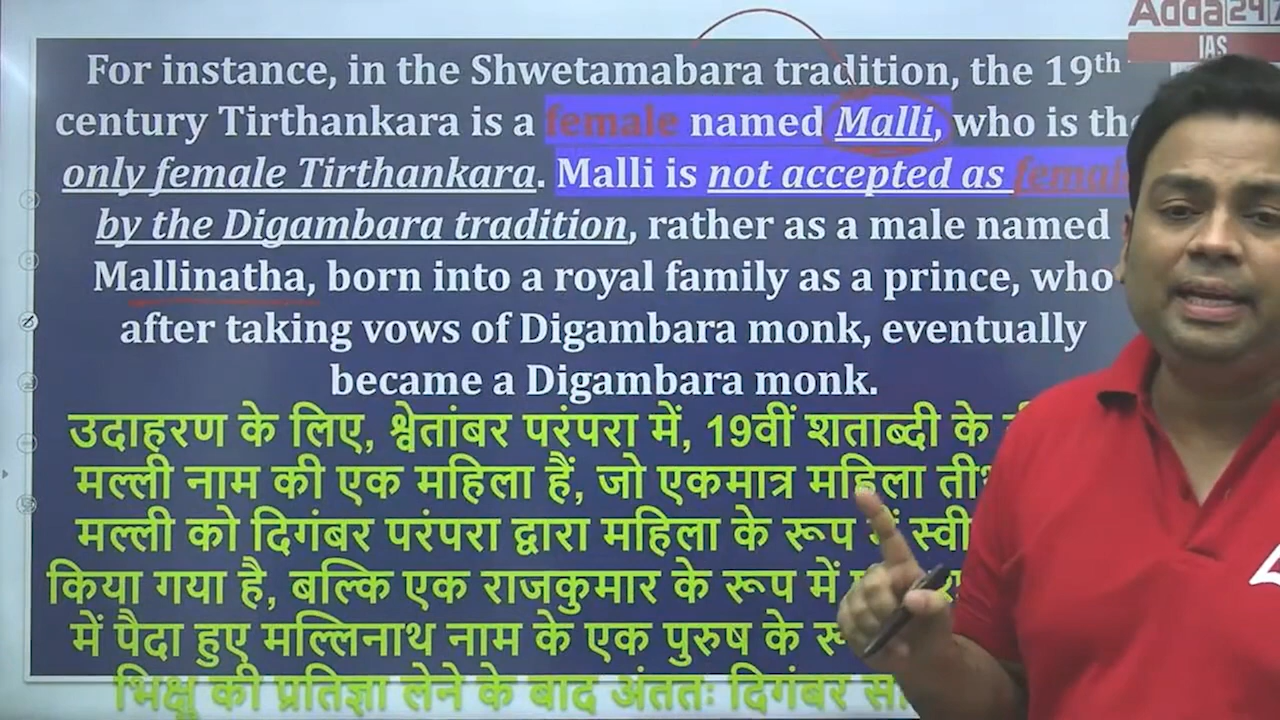 Adda247
IAS
For instance, in the Shwetamabara tradition, the 19th
century Tirthankara is a female named Malli, who is the
only female Tirthankara. Malli is not accepted as
by the Digambara tradition, rather as a male named
Mallinatha, born into a royal family as a prince, who
after taking vows of Digambara monk, eventually
became a Digambara monk.
उदाहरण के लिए, श्वेतांबर परंपरा में, 19वीं शताब्दी के
मल्ली नाम की एक महिला हैं, जो एकमात्र महिला
मल्ली को दिगंबर परंपरा द्वारा महिला के रूप में
किया गया है, बल्कि एक राजकुमार के रूप में
में पैदा हुए मल्लिनाथ नाम के एक पुरुष के
भिक्षु की प्रतिज्ञा लेने के बाद अंततः दिगंबर